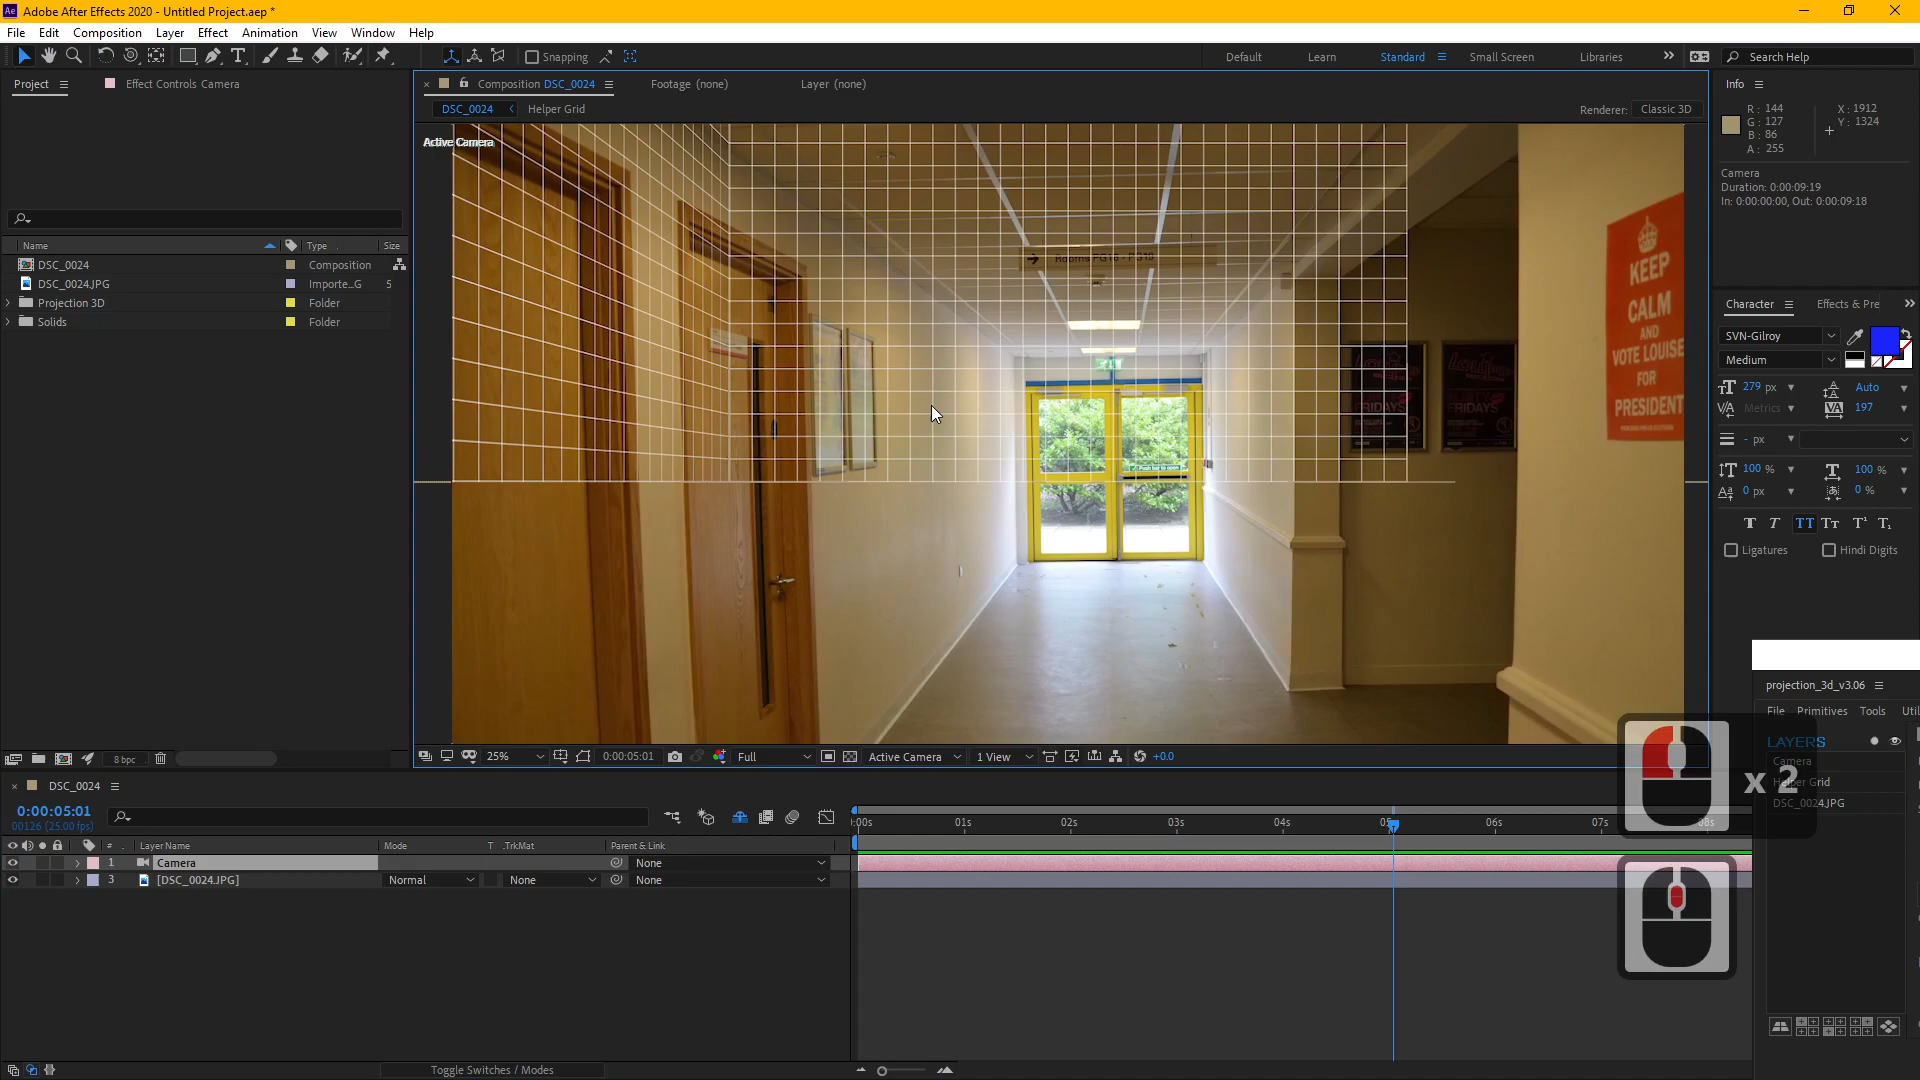 Adobe After Effects 2020 - Untitled Project.aep *
File Edit Composition Layer Effect Animation View Window Help
Snapping
Default Learn Standard Small Screen Libraries Search Help
Project Effect Controls Camera
Composition DSC_0024 Footage (none) Layer (none)
DSC_0024 Helper Grid
Renderer: Classic 3D
Active Camera
Name Type Size
DSC_0024 Composition
DSC_0024.JPG Importe...G 5
Projection 3D Folder
Solids Folder
KEEP
CALM
AND
VOTE LOUISE
FOR
PRESIDENT
FRIDAYS
Info
R : 144
G : 127
B : 86
A : 255
X : 1912
Y : 1324
Camera
Duration: 0:00:09:19
In: 0:00:00:00, Out: 0:00:09:18
Character Effects & Pre
SVN-Gilroy
Medium
279 px Auto
Metrics 197
- px
100 % 100 %
0 px 0 %
Ligatures Hindi Digits
8 bpc
25% 0:00:05:01 Full Active Camera 1 View +0.0
projection_3d_v3.06
File Primitives Tools Uti
LAYERS
Camera
Helper Grid
DSC_0024.JPG
x 2
DSC_0024
0:00:05:01
00126 (25.00 fps)
:00s 01s 02s 03s 04s 05s 06s 07s 08s
# Layer Name Mode T .TrkMat Parent & Link
1 Camera None
3 [DSC_0024.JPG] Normal None None
Toggle Switches / Modes